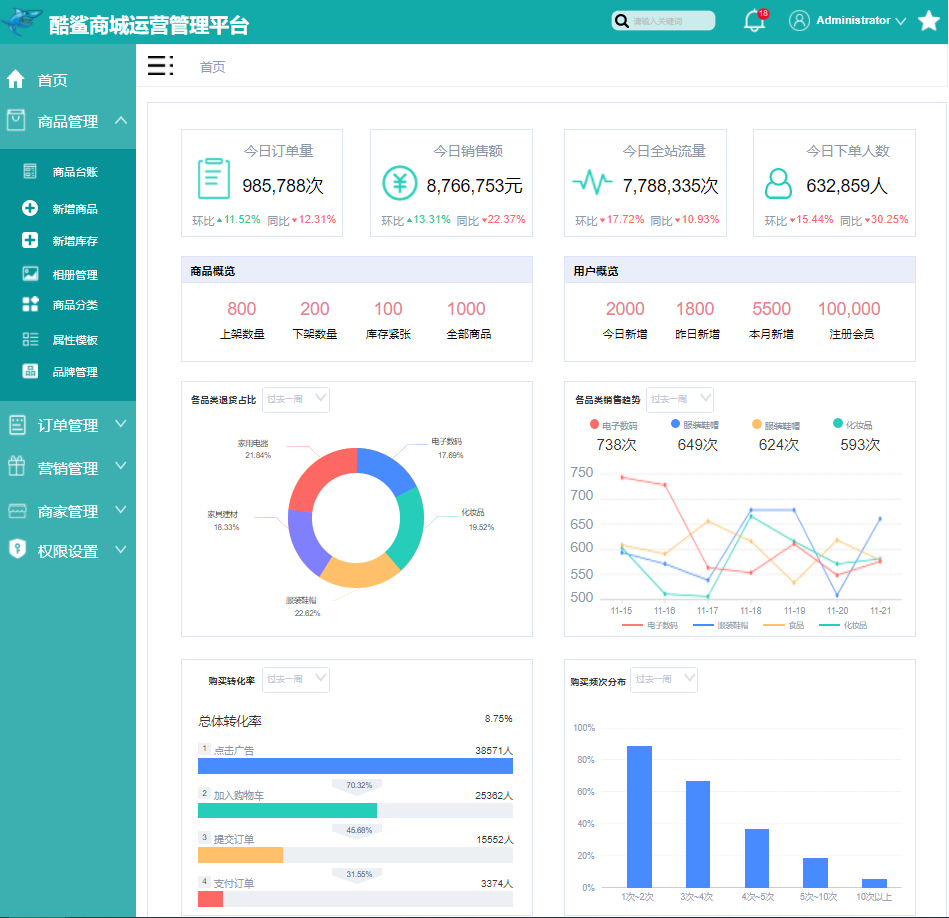 酷鲨商城运营管理平台
请输入关键词
18
Administrator
首页
商品管理
商品台账
新增商品
新增库存
相册管理
商品分类
属性模板
品牌管理
订单管理
营销管理
商家管理
权限设置
首页
今日订单量
985,788次
环比 11.52% 同比 12.31%
今日销售额
8,766,753元
环比 13.31% 同比 22.37%
今日全站流量
7,788,335次
环比 17.72% 同比 10.93%
今日下单人数
632,859人
环比 15.44% 同比 30.25%
商品概览
800 200 100 1000
上架数量 下架数量 库存紧张 全部商品
用户概览
2000 1800 5500 100,000
今日新增 昨日新增 本月新增 注册会员
各品类退货占比 过去一周
家用电器
21.84%
电子数码
17.69%
家具建材
18.33%
化妆品
19.52%
服装鞋帽
22.62%
各品类销售趋势 过去一周
电子数码 服装鞋帽 服装鞋帽 化妆品
738次 649次 624次 593次
750
700
650
600
550
500
11-15 11-16 11-17 11-18 11-19 11-20 11-21
电子数码 服装鞋帽 食品 化妆品
购买转化率 过去一周
总体转化率 8.75%
1 点击广告 38571人
70.32%
2 加入购物车 25362人
45.68%
3 提交订单 15552人
31.55%
4 支付订单 3374人
购买频次分布 过去一周
100%
80%
60%
40%
20%
0%
1次~2次 3次~4次 4次~5次 5次~10次 10次以上